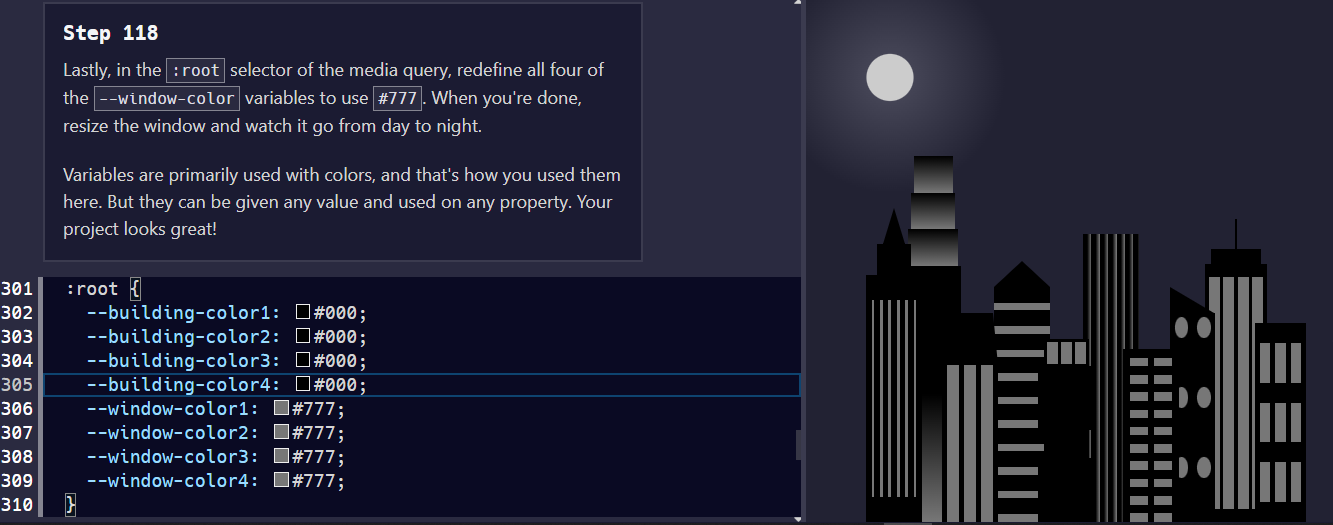 Step 118
Lastly, in the :root selector of the media query, redefine all four of
the --window-color variables to use #777. When you're done,
resize the window and watch it go from day to night.
Variables are primarily used with colors, and that's how you used them
here. But they can be given any value and used on any property. Your
project looks great!
301 :root {
302 --building-color1: #000;
303 --building-color2: #000;
304 --building-color3: #000;
305 --building-color4: #000;
306 --window-color1: #777;
307 --window-color2: #777;
308 --window-color3: #777;
309 --window-color4: #777;
310 }